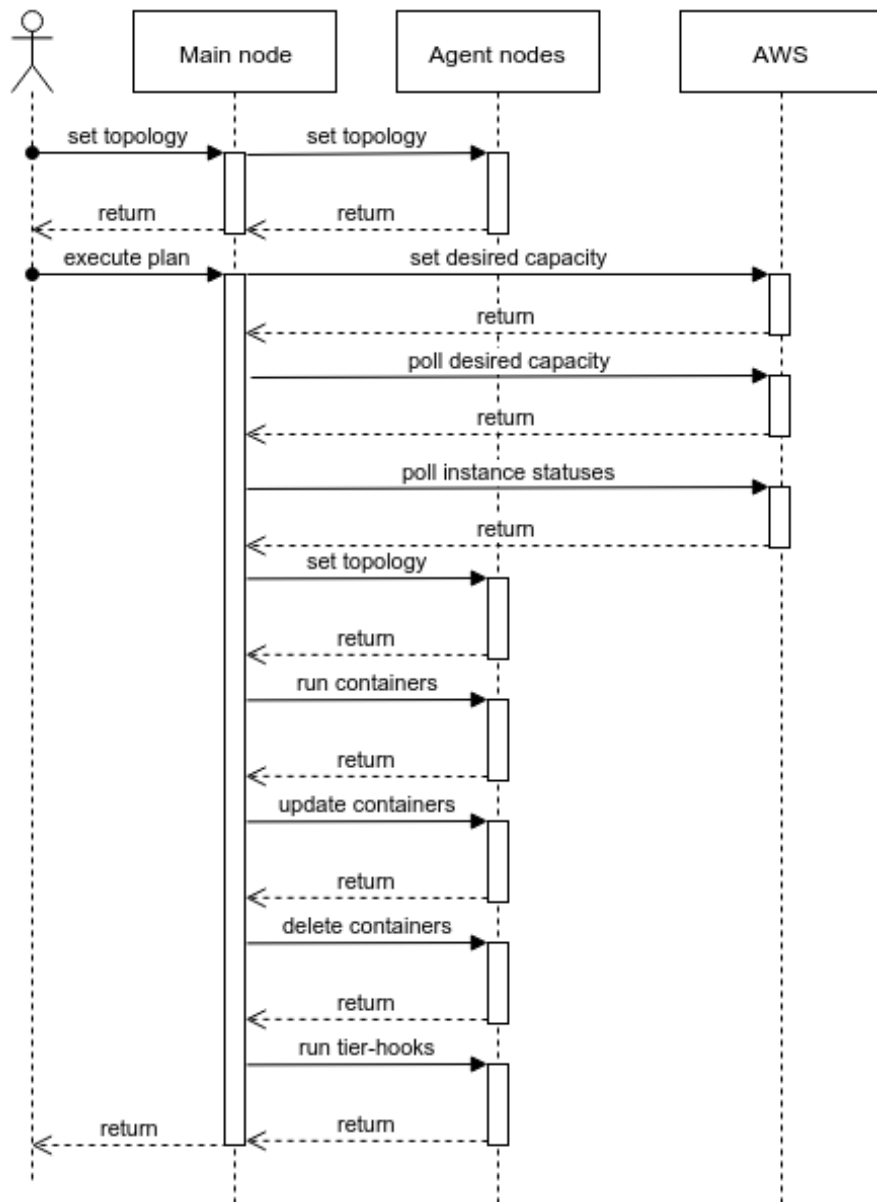 Main node
Agent nodes
AWS
set topology
set topology
return
return
execute plan
set desired capacity
return
poll desired capacity
return
poll instance statuses
return
set topology
return
run containers
return
update containers
return
delete containers
return
run tier-hooks
return
return